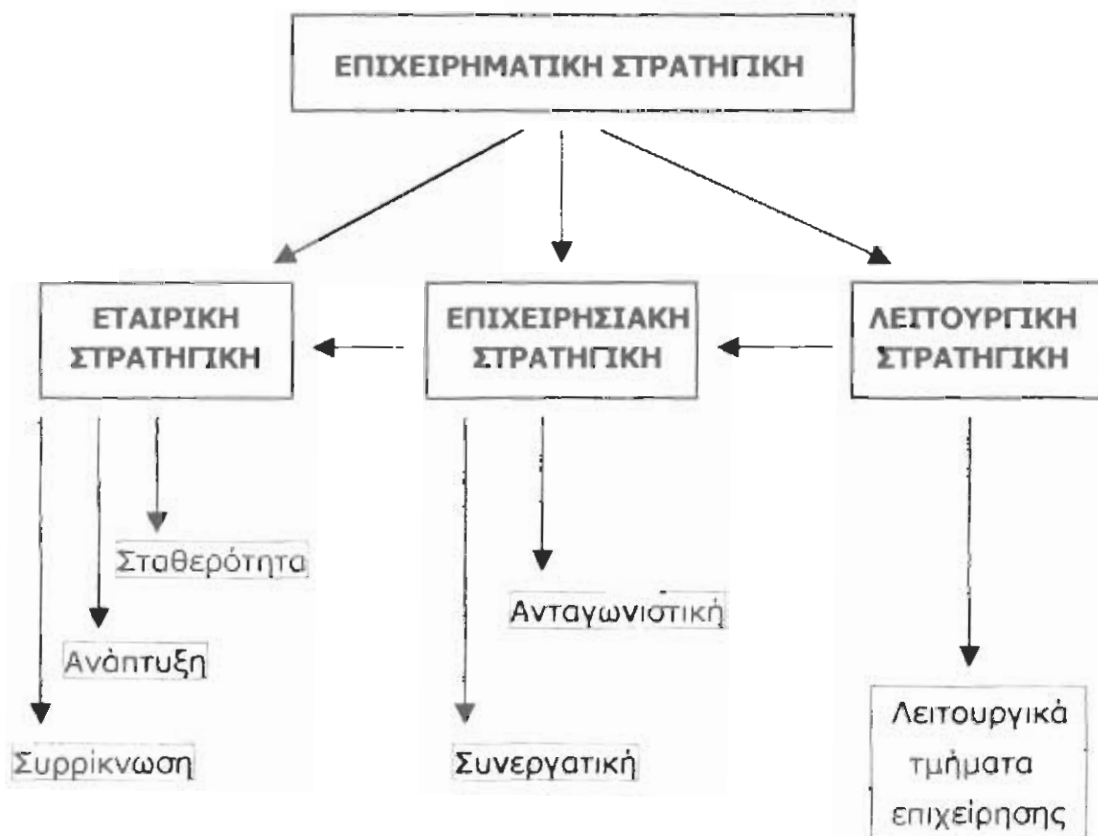 ΕΠΙΧΕΙΡΗΜΑΤΙΚΗ ΣΤΡΑΤΗΓΙΚΗ
ΕΤΑΙΡΙΚΗ
ΣΤΡΑΤΗΓΙΚΗ
ΕΠΙΧΕΙΡΗΣΙΑΚΗ
ΣΤΡΑΤΗΓΙΚΗ
ΛΕΙΤΟΥΡΓΙΚΗ
ΣΤΡΑΤΗΓΙΚΗ
Σταθερότητα
Ανάπτυξη
Συρρίκνωση
Ανταγωνιστική
Συνεργατική
Λειτουργικά
τμήματα
επιχείρησης